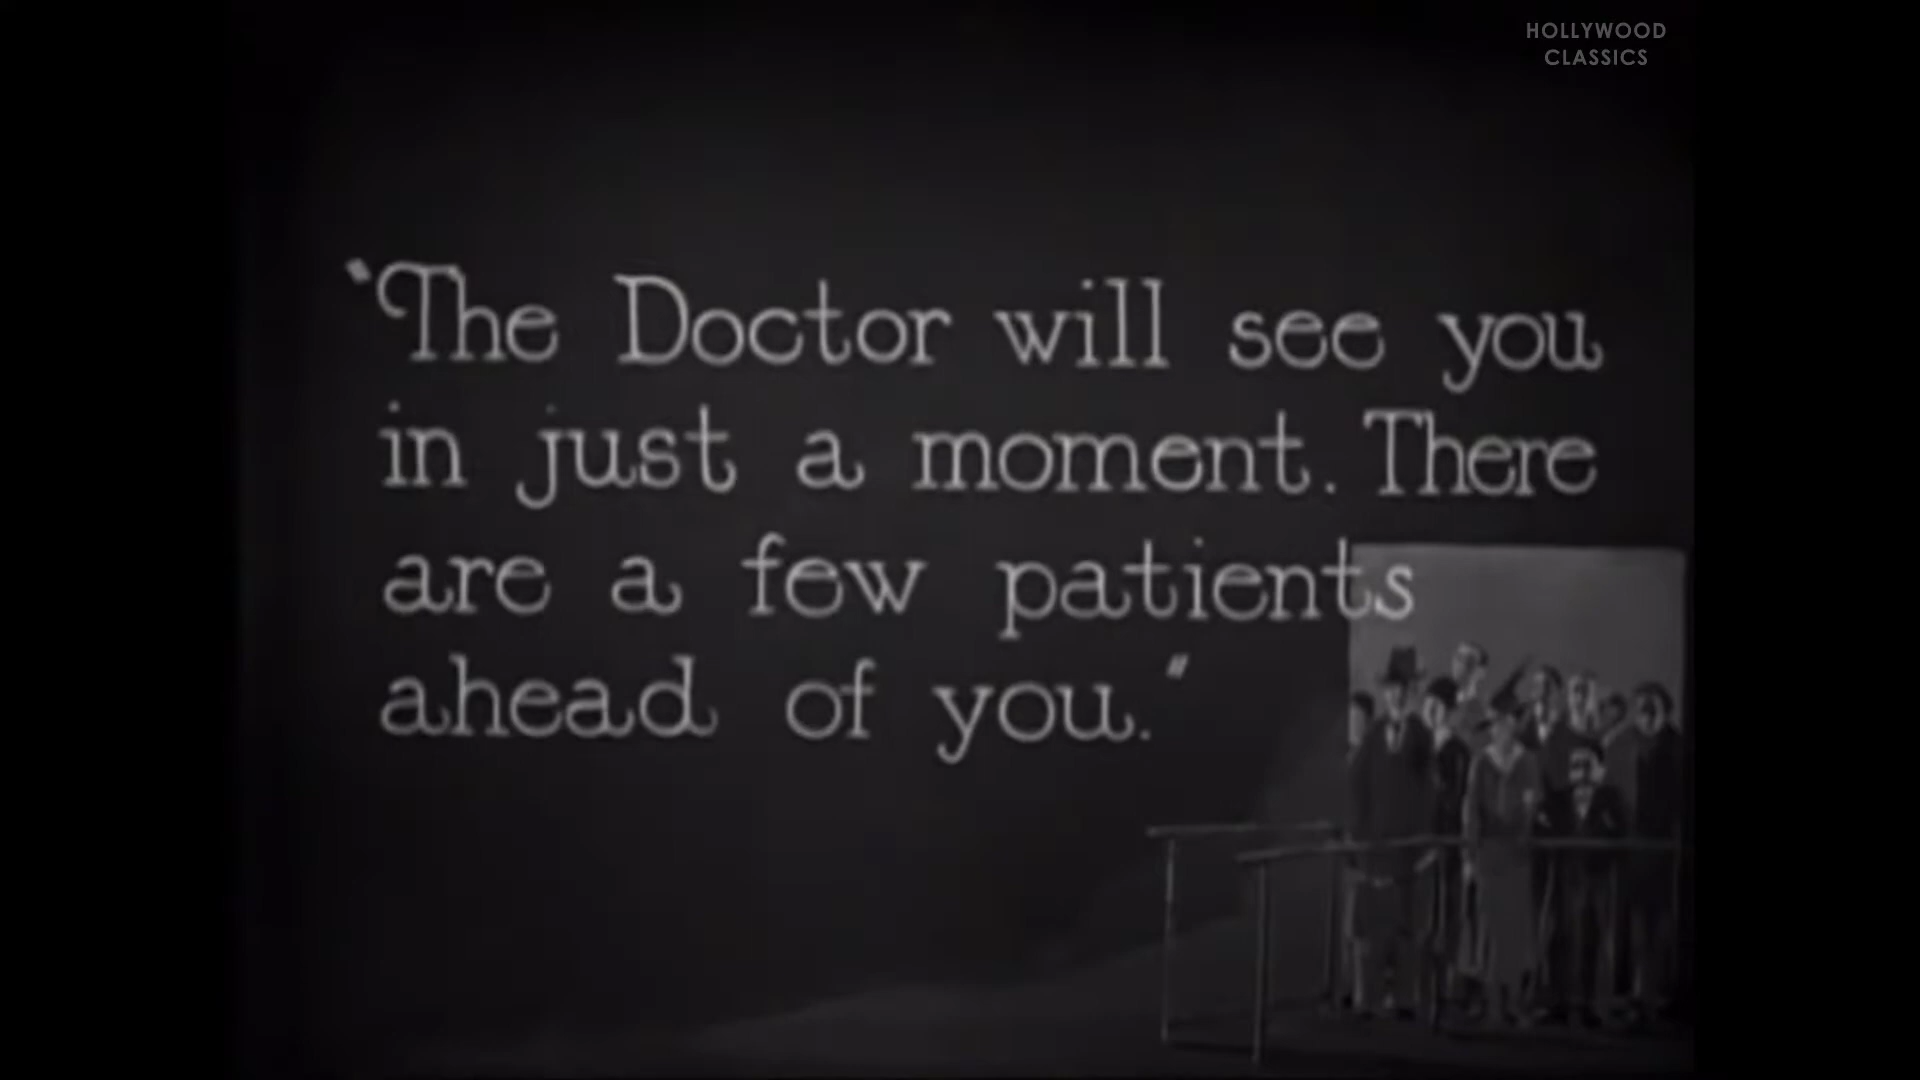 HOLLYWOOD
CLASSICS
"The Doctor will see you
in just a moment. There
are a few patients
ahead of you."